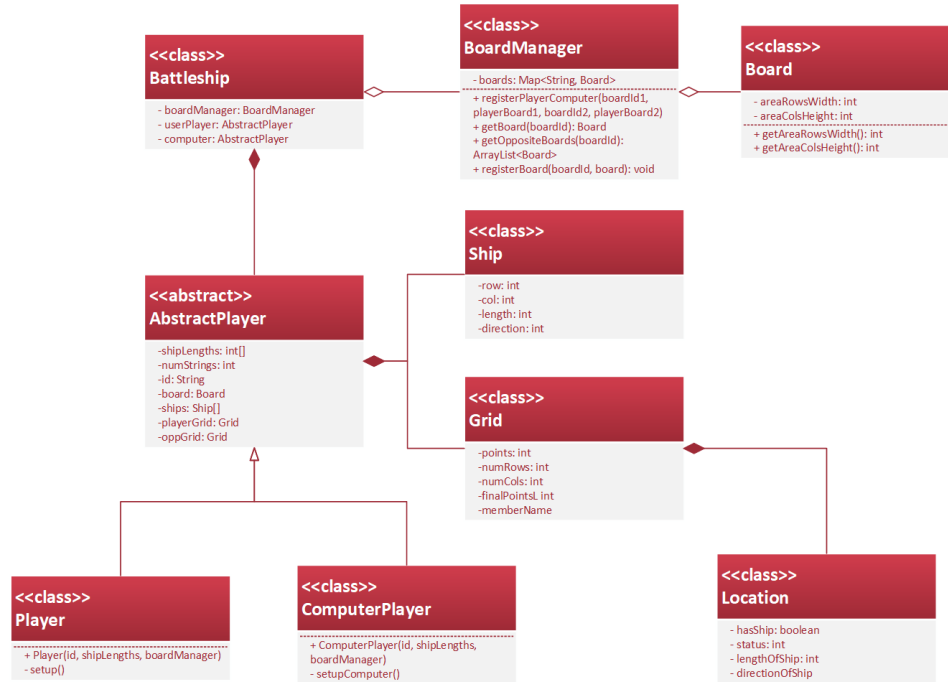 <<class>>
Battleship
- boardManager: BoardManager
- userPlayer: AbstractPlayer
- computer: AbstractPlayer
<<class>>
BoardManager
- boards: Map<String, Board>
+ registerPlayerComputer(boardId1,
playerBoard1, boardId2, playerBoard2)
+ getBoard(boardId): Board
+ getOppositeBoards(boardId):
ArrayList<Board>
+ registerBoard(boardId, board): void
<<class>>
Board
- areaRowsWidth: int
- areaColsHeight: int
+ getAreaRowsWidth(): int
+ getAreaColsHeight(): int
<<abstract>>
AbstractPlayer
-shipLengths: int[]
-numStrings: int
-id: String
-board: Board
-ships: Ship[]
-playerGrid: Grid
-oppGrid: Grid
<<class>>
Ship
-row: int
-col: int
-length: int
-direction: int
<<class>>
Grid
-points: int
-numRows: int
-numCols: int
-finalPointsL int
-memberName
<<class>>
Player
+ Player(id, shipLengths, boardManager)
- setup()
<<class>>
ComputerPlayer
+ ComputerPlayer(id, shipLengths,
boardManager)
- setupComputer()
<<class>>
Location
- hasShip: boolean
- status: int
- lengthOfShip: int
- directionOfShip